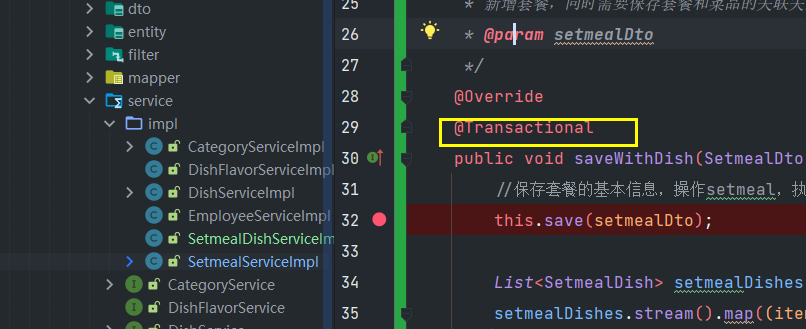 dto
entity
filter
mapper
service
impl
CategoryServiceImpl
DishFlavorServiceImpl
DishServiceImpl
EmployeeServiceImpl
SetmealDishServiceIm
SetmealServiceImpl
CategoryService
DishFlavorService
DishService
25 * 新增套餐，同时需要保存套餐和菜品的关联关
26 * @param setmealDto
27 */
28 @Override
29 @Transactional
30 public void saveWithDish(SetmealDto
31 //保存套餐的基本信息，操作setmeal，执
32 this.save(setmealDto);
33
34 List<SetmealDish> setmealDishes
35 setmealDishes.stream().map((item